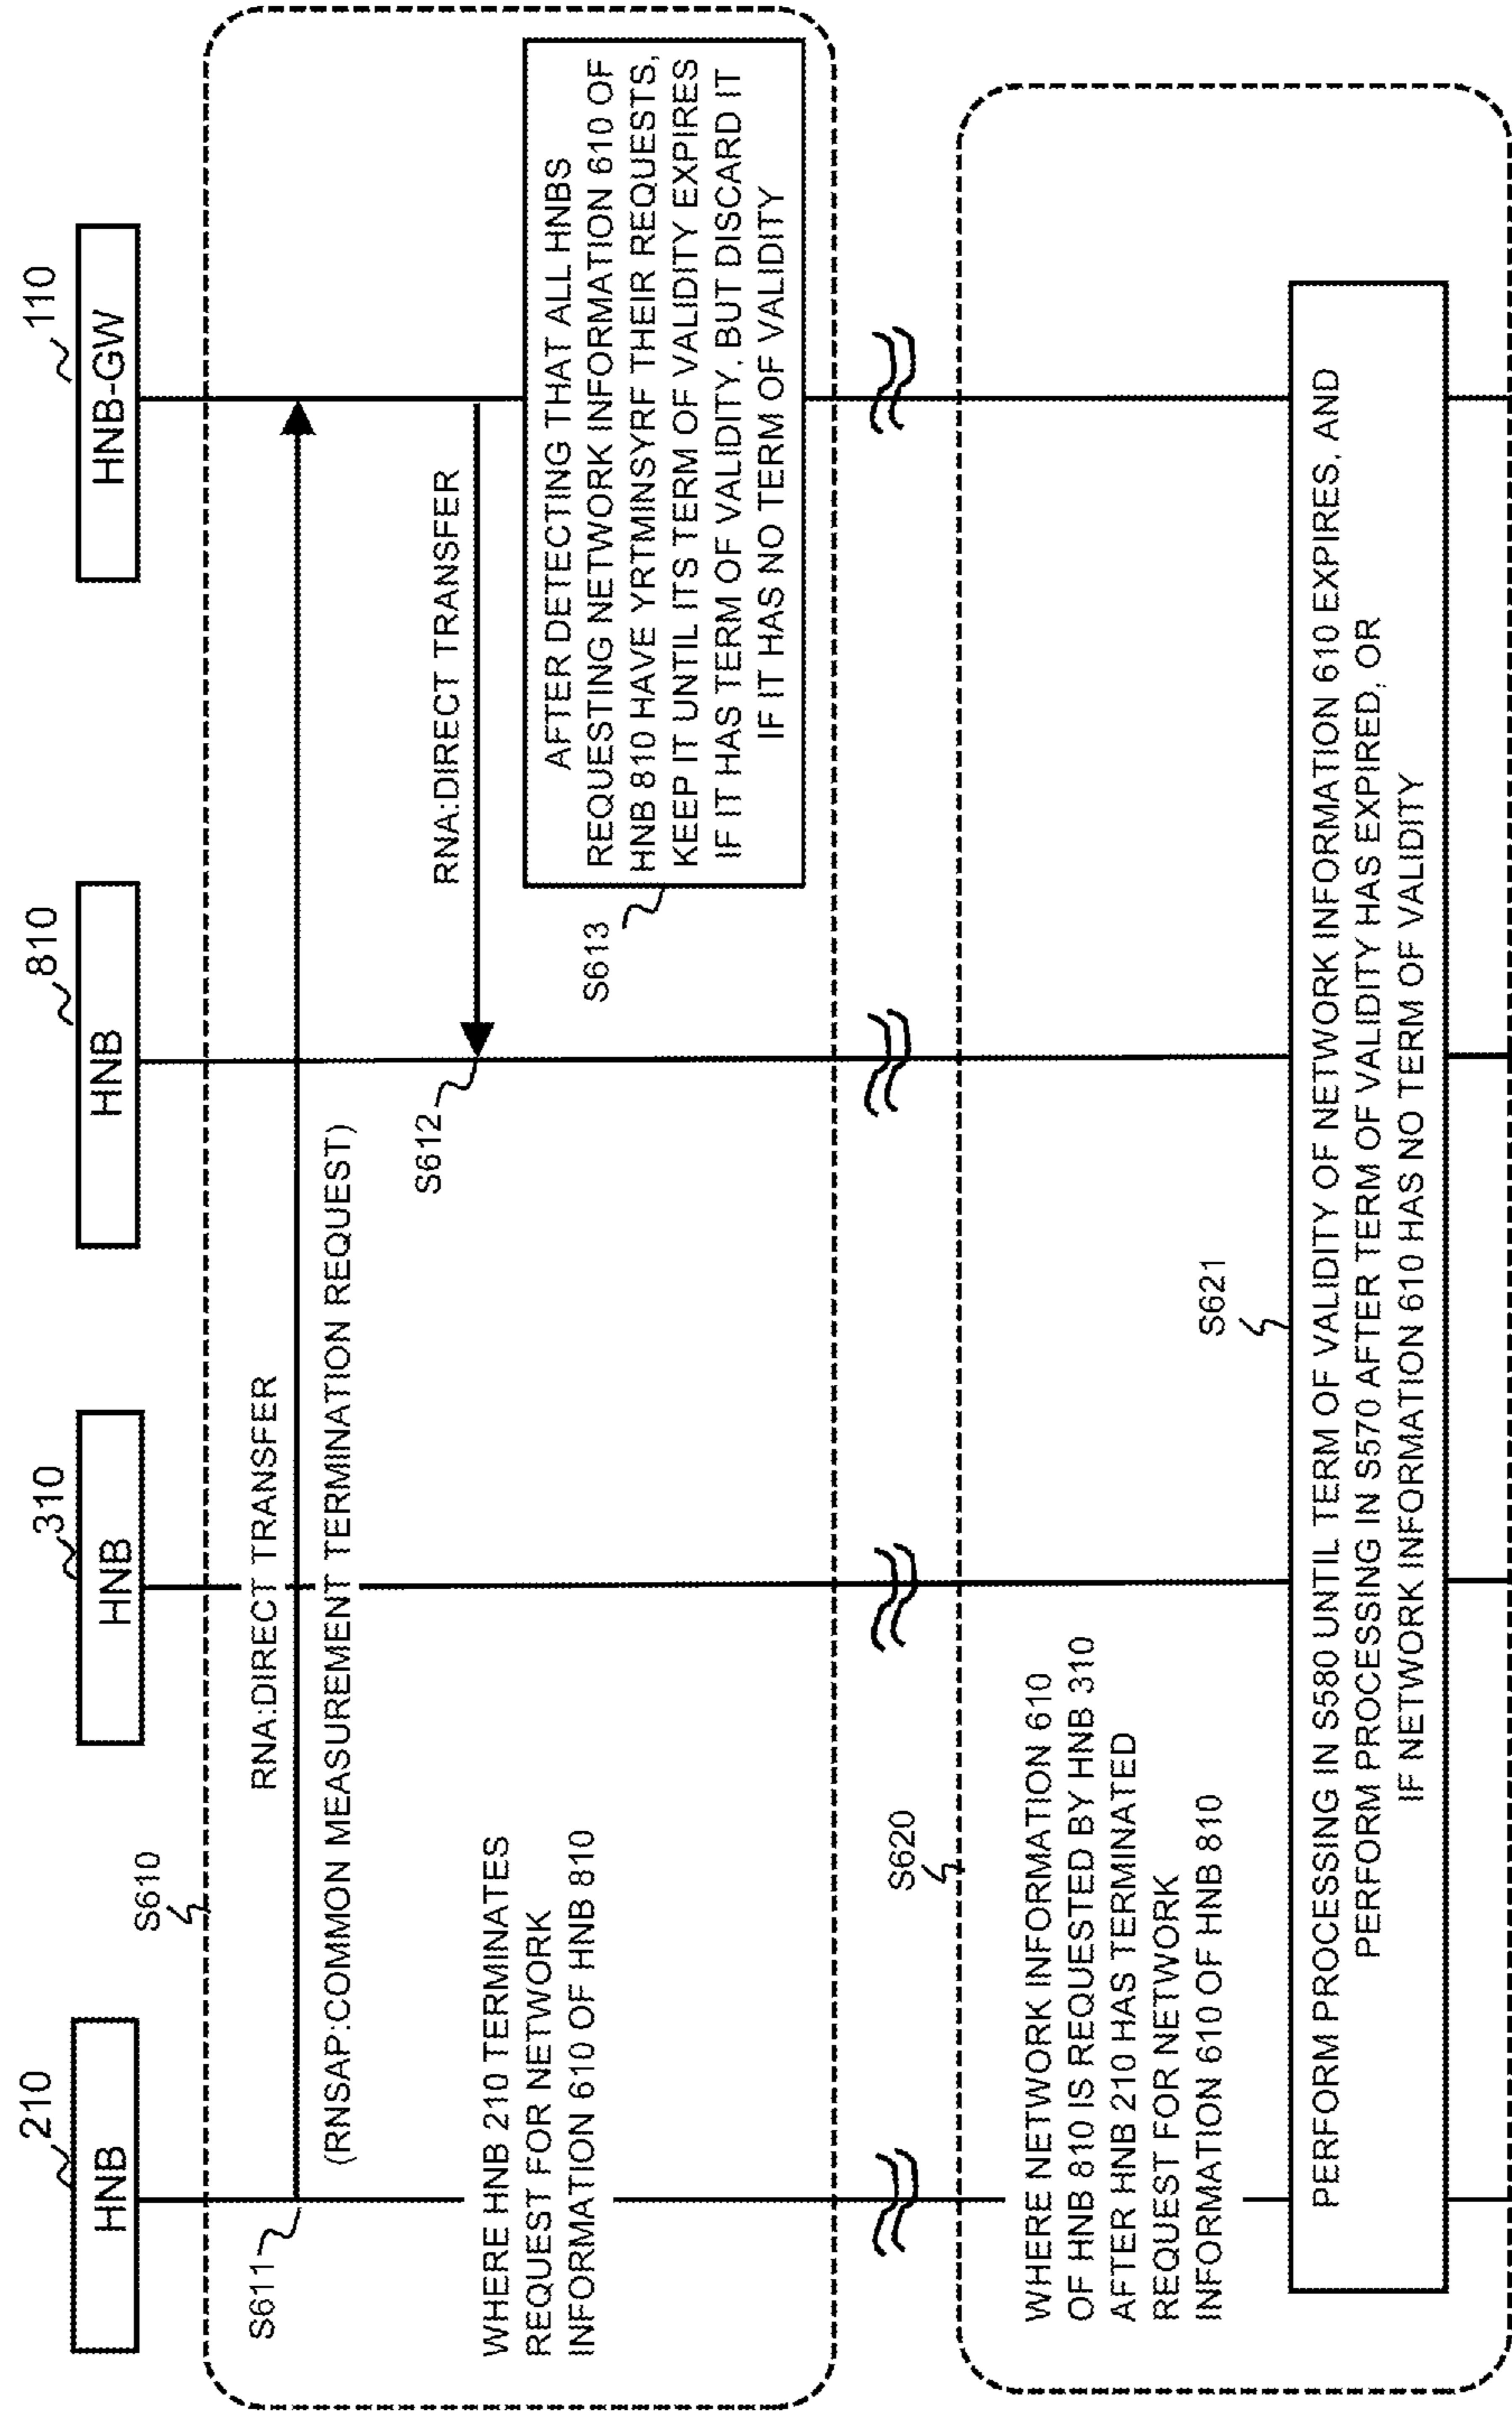 210
HNB
310
HNB
810
HNB
110
HNB-GW
S610
RNA:DIRECT TRANSFER
S611
(RNSAP:COMMON MEASUREMENT TERMINATION REQUEST)
RNA:DIRECT TRANSFER
S612
WHERE HNB 210 TERMINATES
REQUEST FOR NETWORK
INFORMATION 610 OF HNB 810
S613
AFTER DETECTING THAT ALL HNBS
REQUESTING NETWORK INFORMATION 610 OF
HNB 810 HAVE YRTMINSYRF THEIR REQUESTS,
KEEP IT UNTIL ITS TERM OF VALIDITY EXPIRES
IF IT HAS TERM OF VALIDITY, BUT DISCARD IT
IF IT HAS NO TERM OF VALIDITY
S620
WHERE NETWORK INFORMATION 610
OF HNB 810 IS REQUESTED BY HNB 310
AFTER HNB 210 HAS TERMINATED
REQUEST FOR NETWORK
INFORMATION 610 OF HNB 810
S621
PERFORM PROCESSING IN S580 UNTIL TERM OF VALIDITY OF NETWORK INFORMATION 610 EXPIRES, AND
PERFORM PROCESSING IN S570 AFTER TERM OF VALIDITY HAS EXPIRED, OR
IF NETWORK INFORMATION 610 HAS NO TERM OF VALIDITY